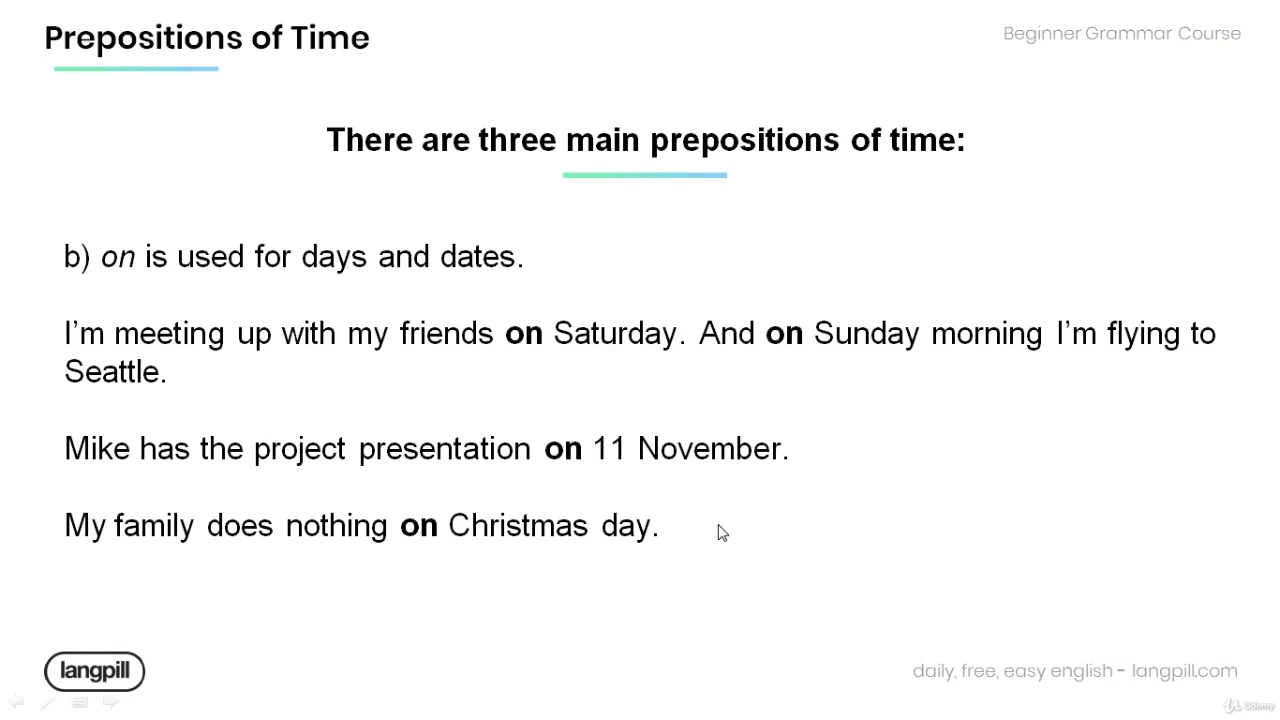 Prepositions of Time
Beginner Grammar Course
There are three main prepositions of time:
b) on is used for days and dates.
I'm meeting up with my friends on Saturday. And on Sunday morning I'm flying to
Seattle.
Mike has the project presentation on 11 November.
My family does nothing on Christmas day.
langpill
daily, free, easy english - langpill.com
Udemy